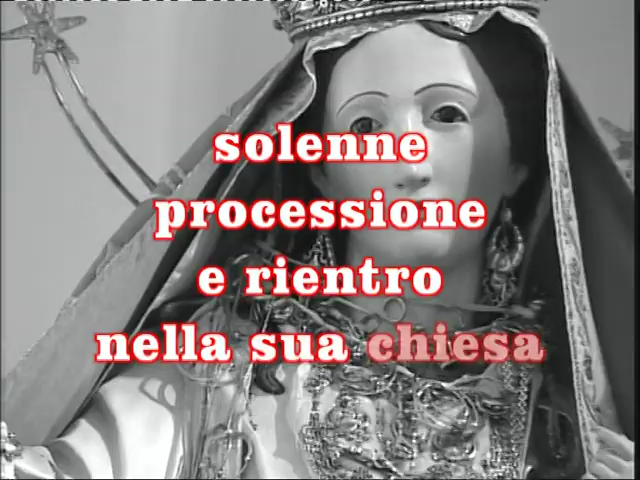 solenne
processione
e rientro
nella sua chiesa